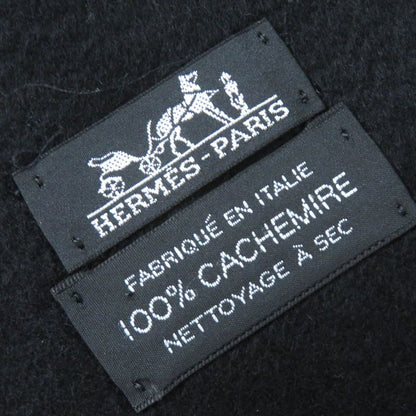 HERMÈS-PARIS
FABRIQUÉ EN ITALIE
100% CACHEMIRE
NETTOYAGE À SEC